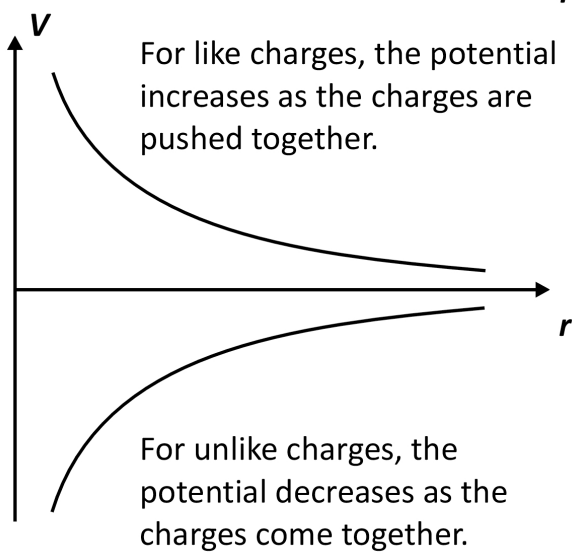 V
For like charges, the potential
increases as the charges are
pushed together.
r
For unlike charges, the
potential decreases as the
charges come together.